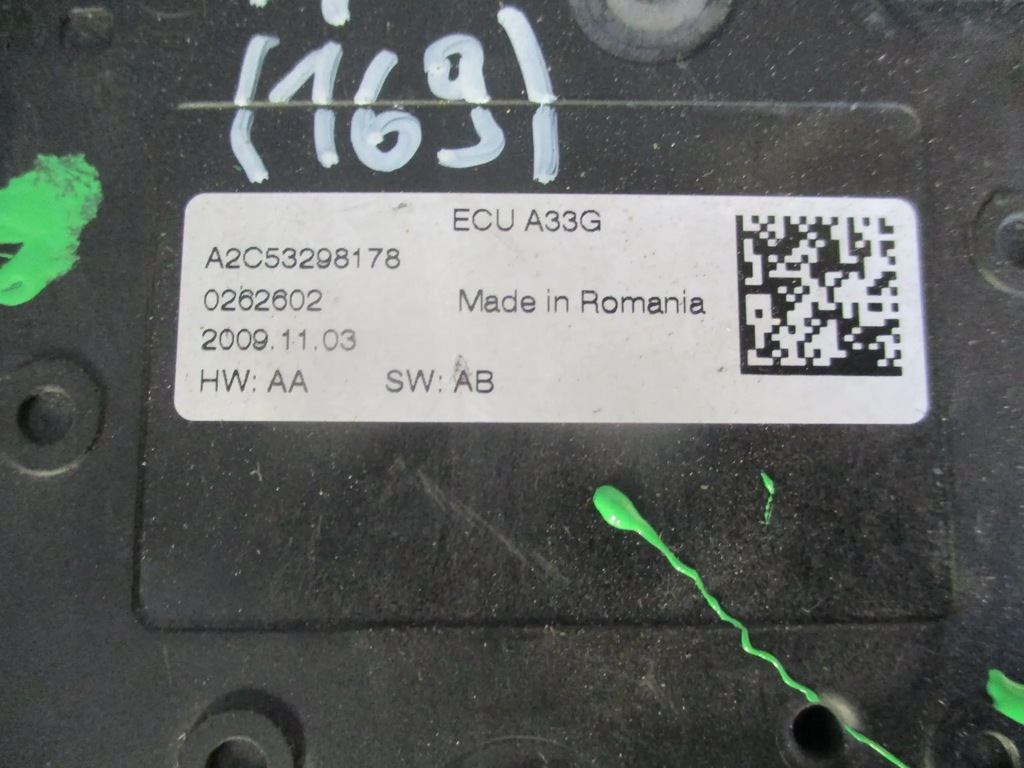 (169)
ECU A33G
A2C53298178
0262602
Made in Romania
2009.11.03
HW: AA SW: AB